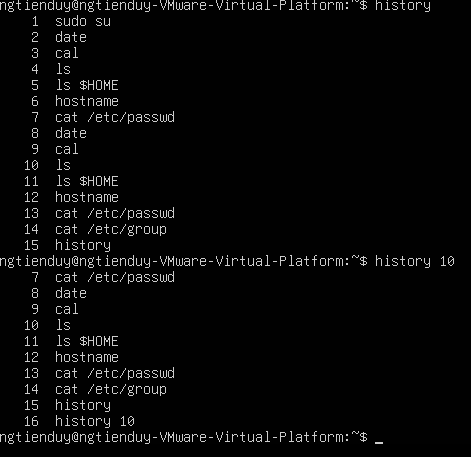 ngtienduy@ngtienduy-VMware-Virtual-Platform:~$ history
    1  sudo su
    2  date
    3  cal
    4  ls
    5  ls $HOME
    6  hostname
    7  cat /etc/passwd
    8  date
    9  cal
   10  ls
   11  ls $HOME
   12  hostname
   13  cat /etc/passwd
   14  cat /etc/group
   15  history
ngtienduy@ngtienduy-VMware-Virtual-Platform:~$ history 10
    7  cat /etc/passwd
    8  date
    9  cal
   10  ls
   11  ls $HOME
   12  hostname
   13  cat /etc/passwd
   14  cat /etc/group
   15  history
   16  history 10
ngtienduy@ngtienduy-VMware-Virtual-Platform:~$ _